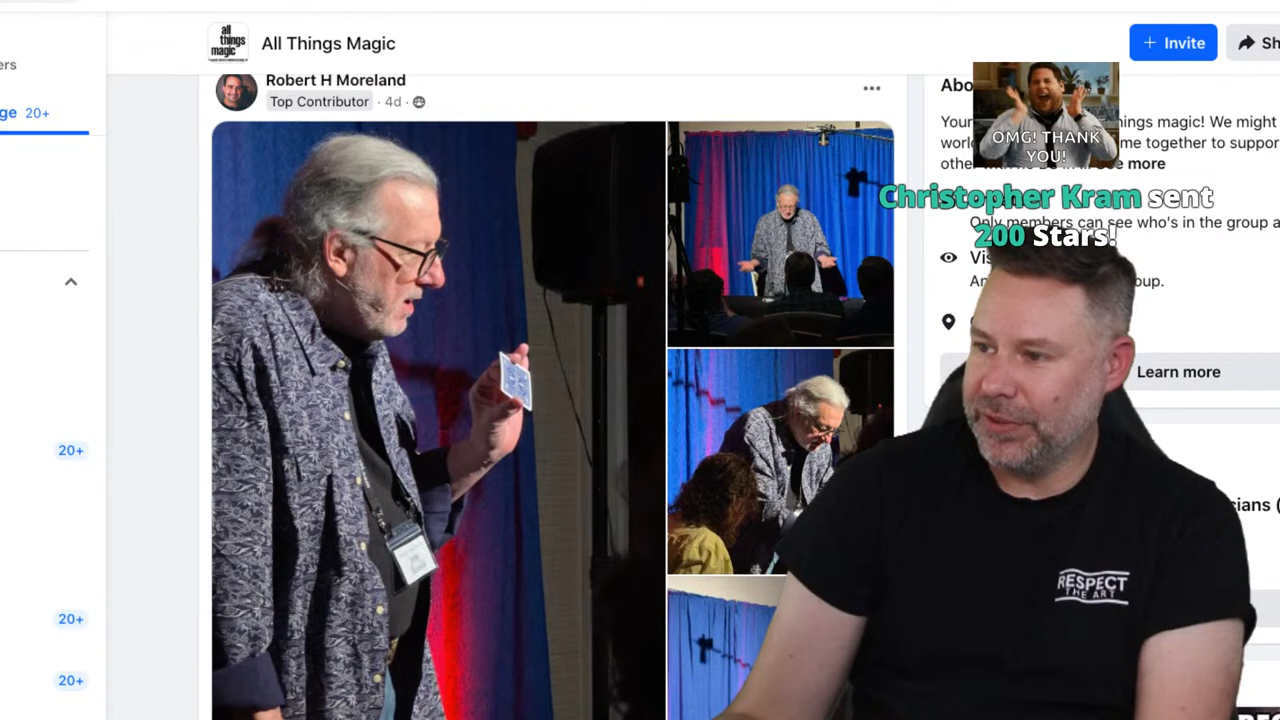 all
things
magic
All Things Magic
+ Invite
Sh
ers
ge 20+
Robert H Moreland
Top Contributor · 4d ·
Abo
Your
hings magic! We might
worl
me together to suppor
othe
e more
OMG! THANK
YOU!
Christopher Kram sent
200 Stars!
Only members can see who's in the group a
Vis
An
oup.
Learn more
cians (
20+
20+
20+
RESPECT
THE ART